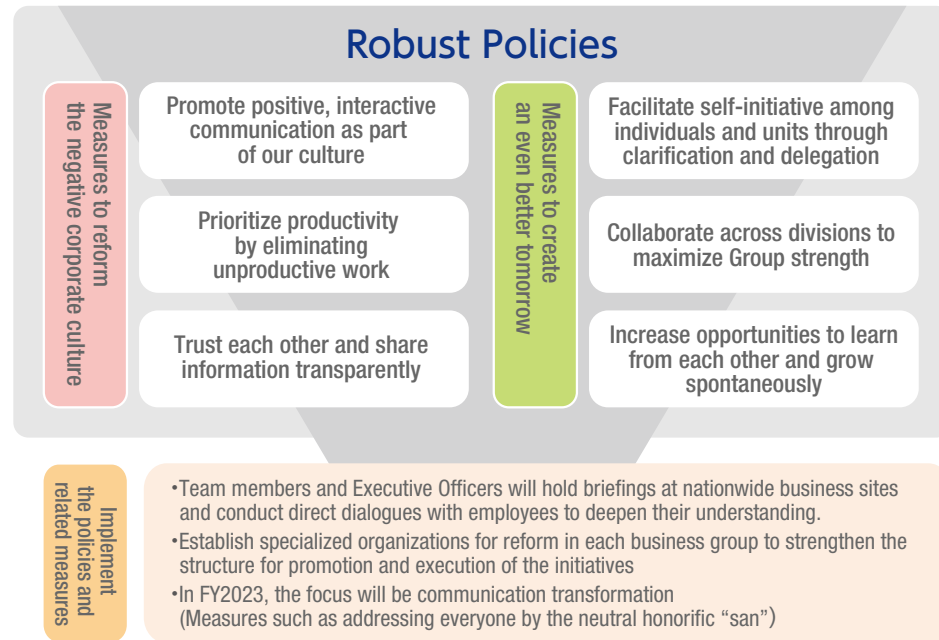 Robust Policies
Measures to reform
the negative corporate culture
Promote positive, interactive
communication as part
of our culture
Prioritize productivity
by eliminating
unproductive work
Trust each other and share
information transparently
Measures to create
an even better tomorrow
Facilitate self-initiative among
individuals and units through
clarification and delegation
Collaborate across divisions to
maximize Group strength
Increase opportunities to learn
from each other and grow
spontaneously
Implement
the policies and
related measures
•Team members and Executive Officers will hold briefings at nationwide business sites
and conduct direct dialogues with employees to deepen their understanding.
•Establish specialized organizations for reform in each business group to strengthen the
structure for promotion and execution of the initiatives
•In FY2023, the focus will be communication transformation
(Measures such as addressing everyone by the neutral honorific “san”)